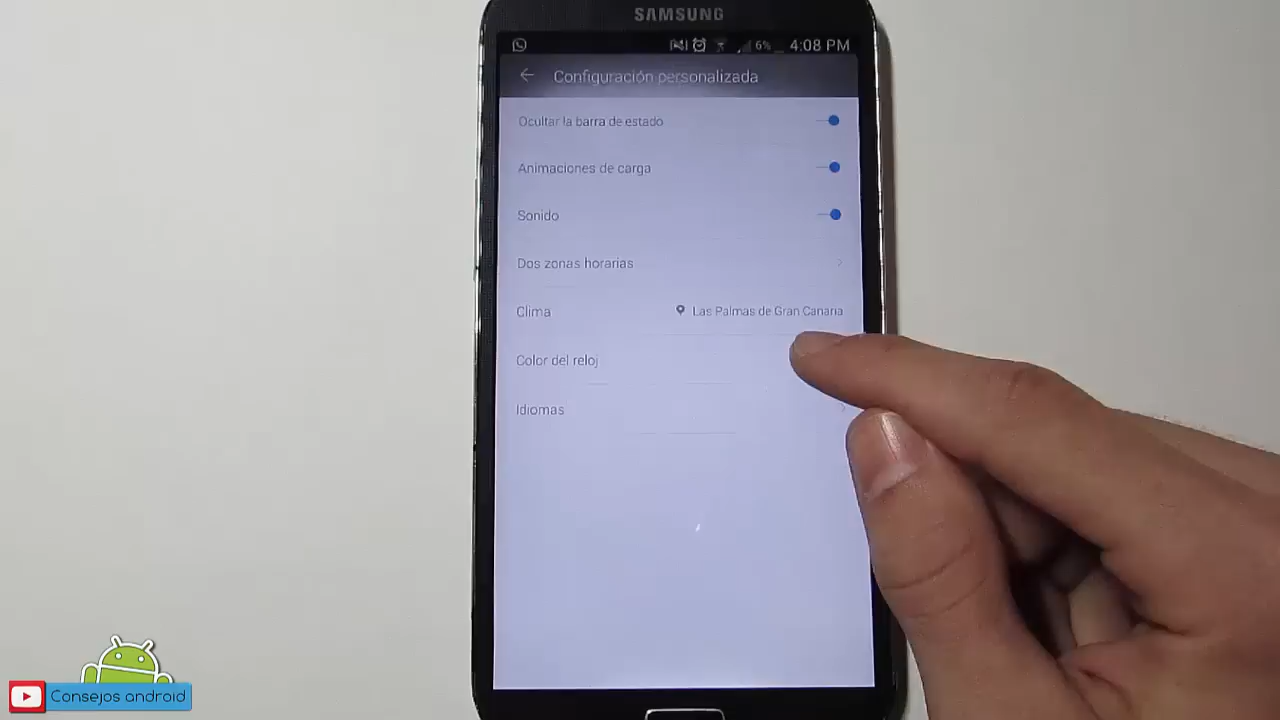 SAMSUNG
6% 4:08 PM
Configuración personalizada
Ocultar la barra de estado
Animaciones de carga
Sonido
Dos zonas horarias
Clima Las Palmas de Gran Canaria
Color del reloj
Idiomas
Consejos android